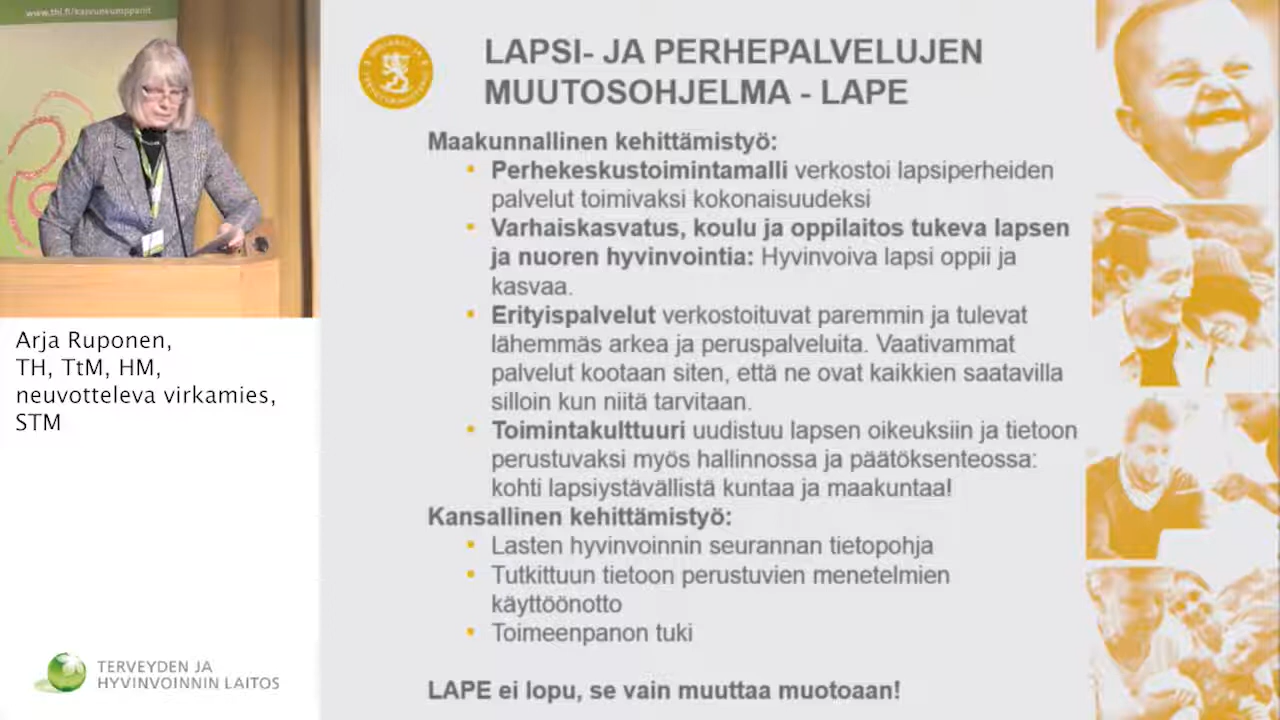 www.thl.fi/kasvunkumppanit
Arja Ruponen,
TH, TtM, HM,
neuvotteleva virkamies,
STM
TERVEYDEN JA
HYVINVOINNIN LAITOS
LAPSI- JA PERHEPALVELUJEN
MUUTOSOHJELMA - LAPE
Maakunnallinen kehittämistyö:
• Perhekeskustoimintamalli verkostoi lapsiperheiden
palvelut toimivaksi kokonaisuudeksi
• Varhaiskasvatus, koulu ja oppilaitos tukeva lapsen
ja nuoren hyvinvointia: Hyvinvoiva lapsi oppii ja
kasvaa.
• Erityispalvelut verkostoituvat paremmin ja tulevat
lähemmäs arkea ja peruspalveluita. Vaativammat
palvelut kootaan siten, että ne ovat kaikkien saatavilla
silloin kun niitä tarvitaan.
• Toimintakulttuuri uudistuu lapsen oikeuksiin ja tietoon
perustuvaksi myös hallinnossa ja päätöksenteossa:
kohti lapsiystävällistä kuntaa ja maakuntaa!
Kansallinen kehittämistyö:
• Lasten hyvinvoinnin seurannan tietopohja
• Tutkittuun tietoon perustuvien menetelmien
käyttöönotto
• Toimeenpanon tuki
LAPE ei lopu, se vain muuttaa muotoaan!